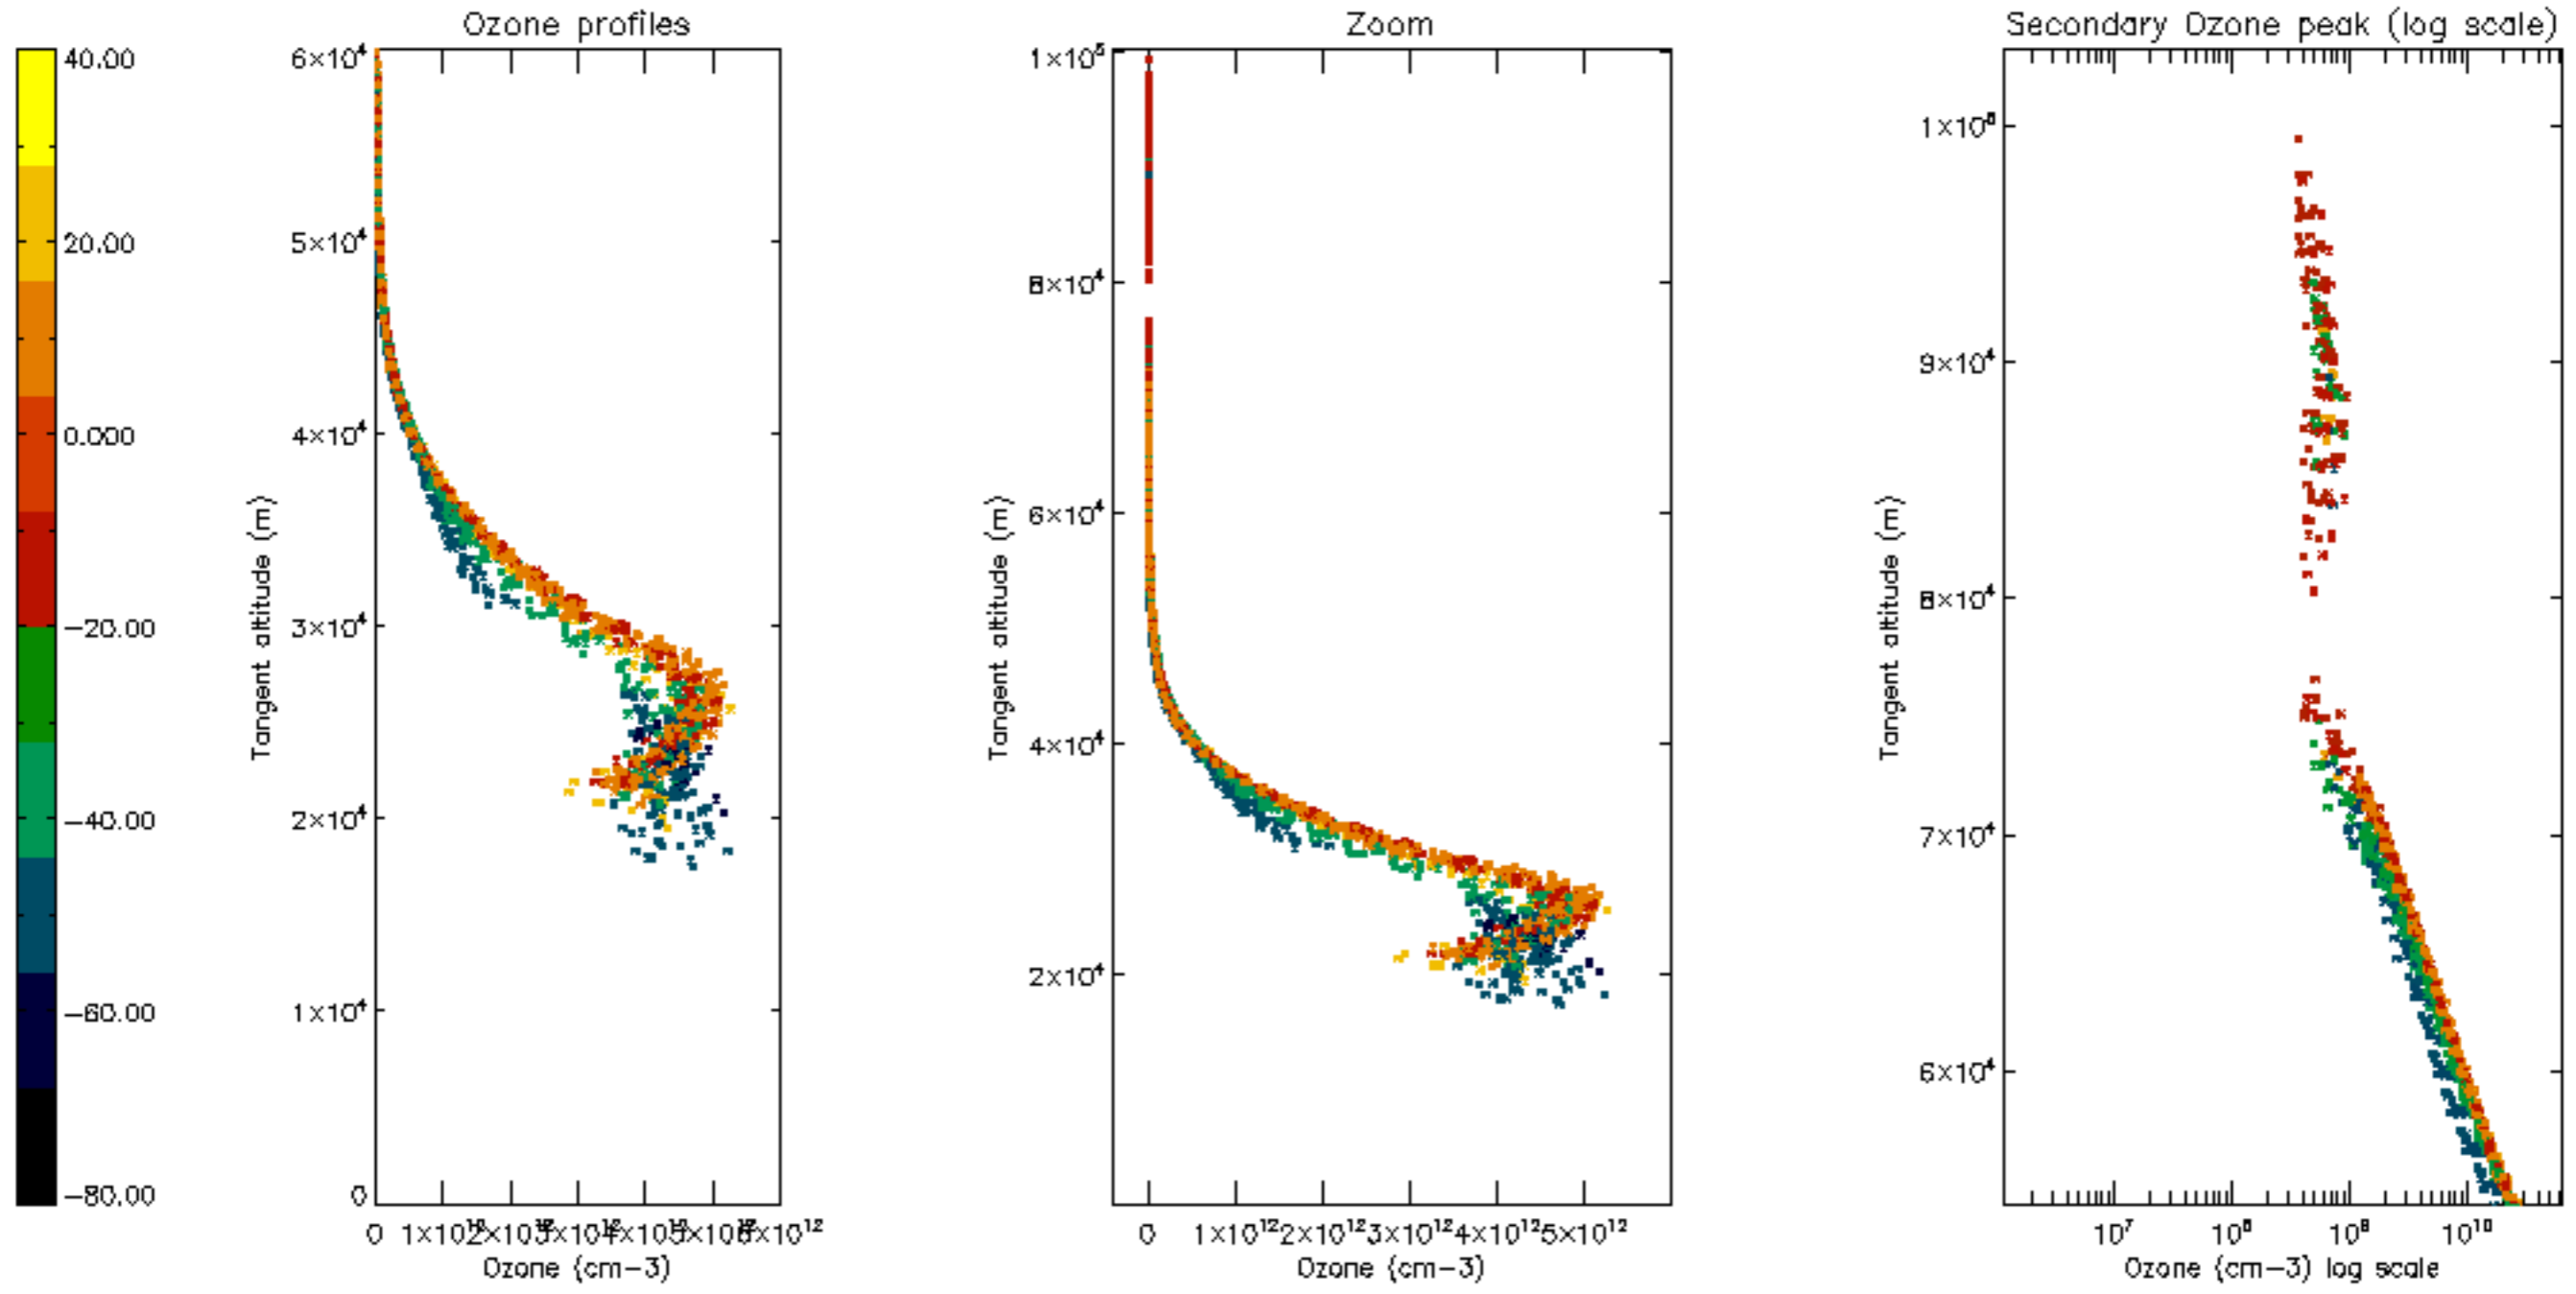 Ozone profiles
Zoom
Secondary Ozone peak (log scale)
40.00
20.00
0.000
−20.00
−40.00
−60.00
−80.00
6×10⁴
5×10⁴
4×10⁴
3×10⁴
2×10⁴
1×10⁴
0
Tangent altitude (m)
0
Ozone (cm−3)
1×10⁵
8×10⁴
6×10⁴
4×10⁴
2×10⁴
Tangent altitude (m)
0 1×10¹² 2×10¹² 3×10¹² 4×10¹² 5×10¹²
Ozone (cm−3)
1×10⁵
9×10⁴
8×10⁴
7×10⁴
6×10⁴
Tangent altitude (m)
10⁷ 10⁸ 10⁹ 10¹⁰
Ozone (cm−3) log scale